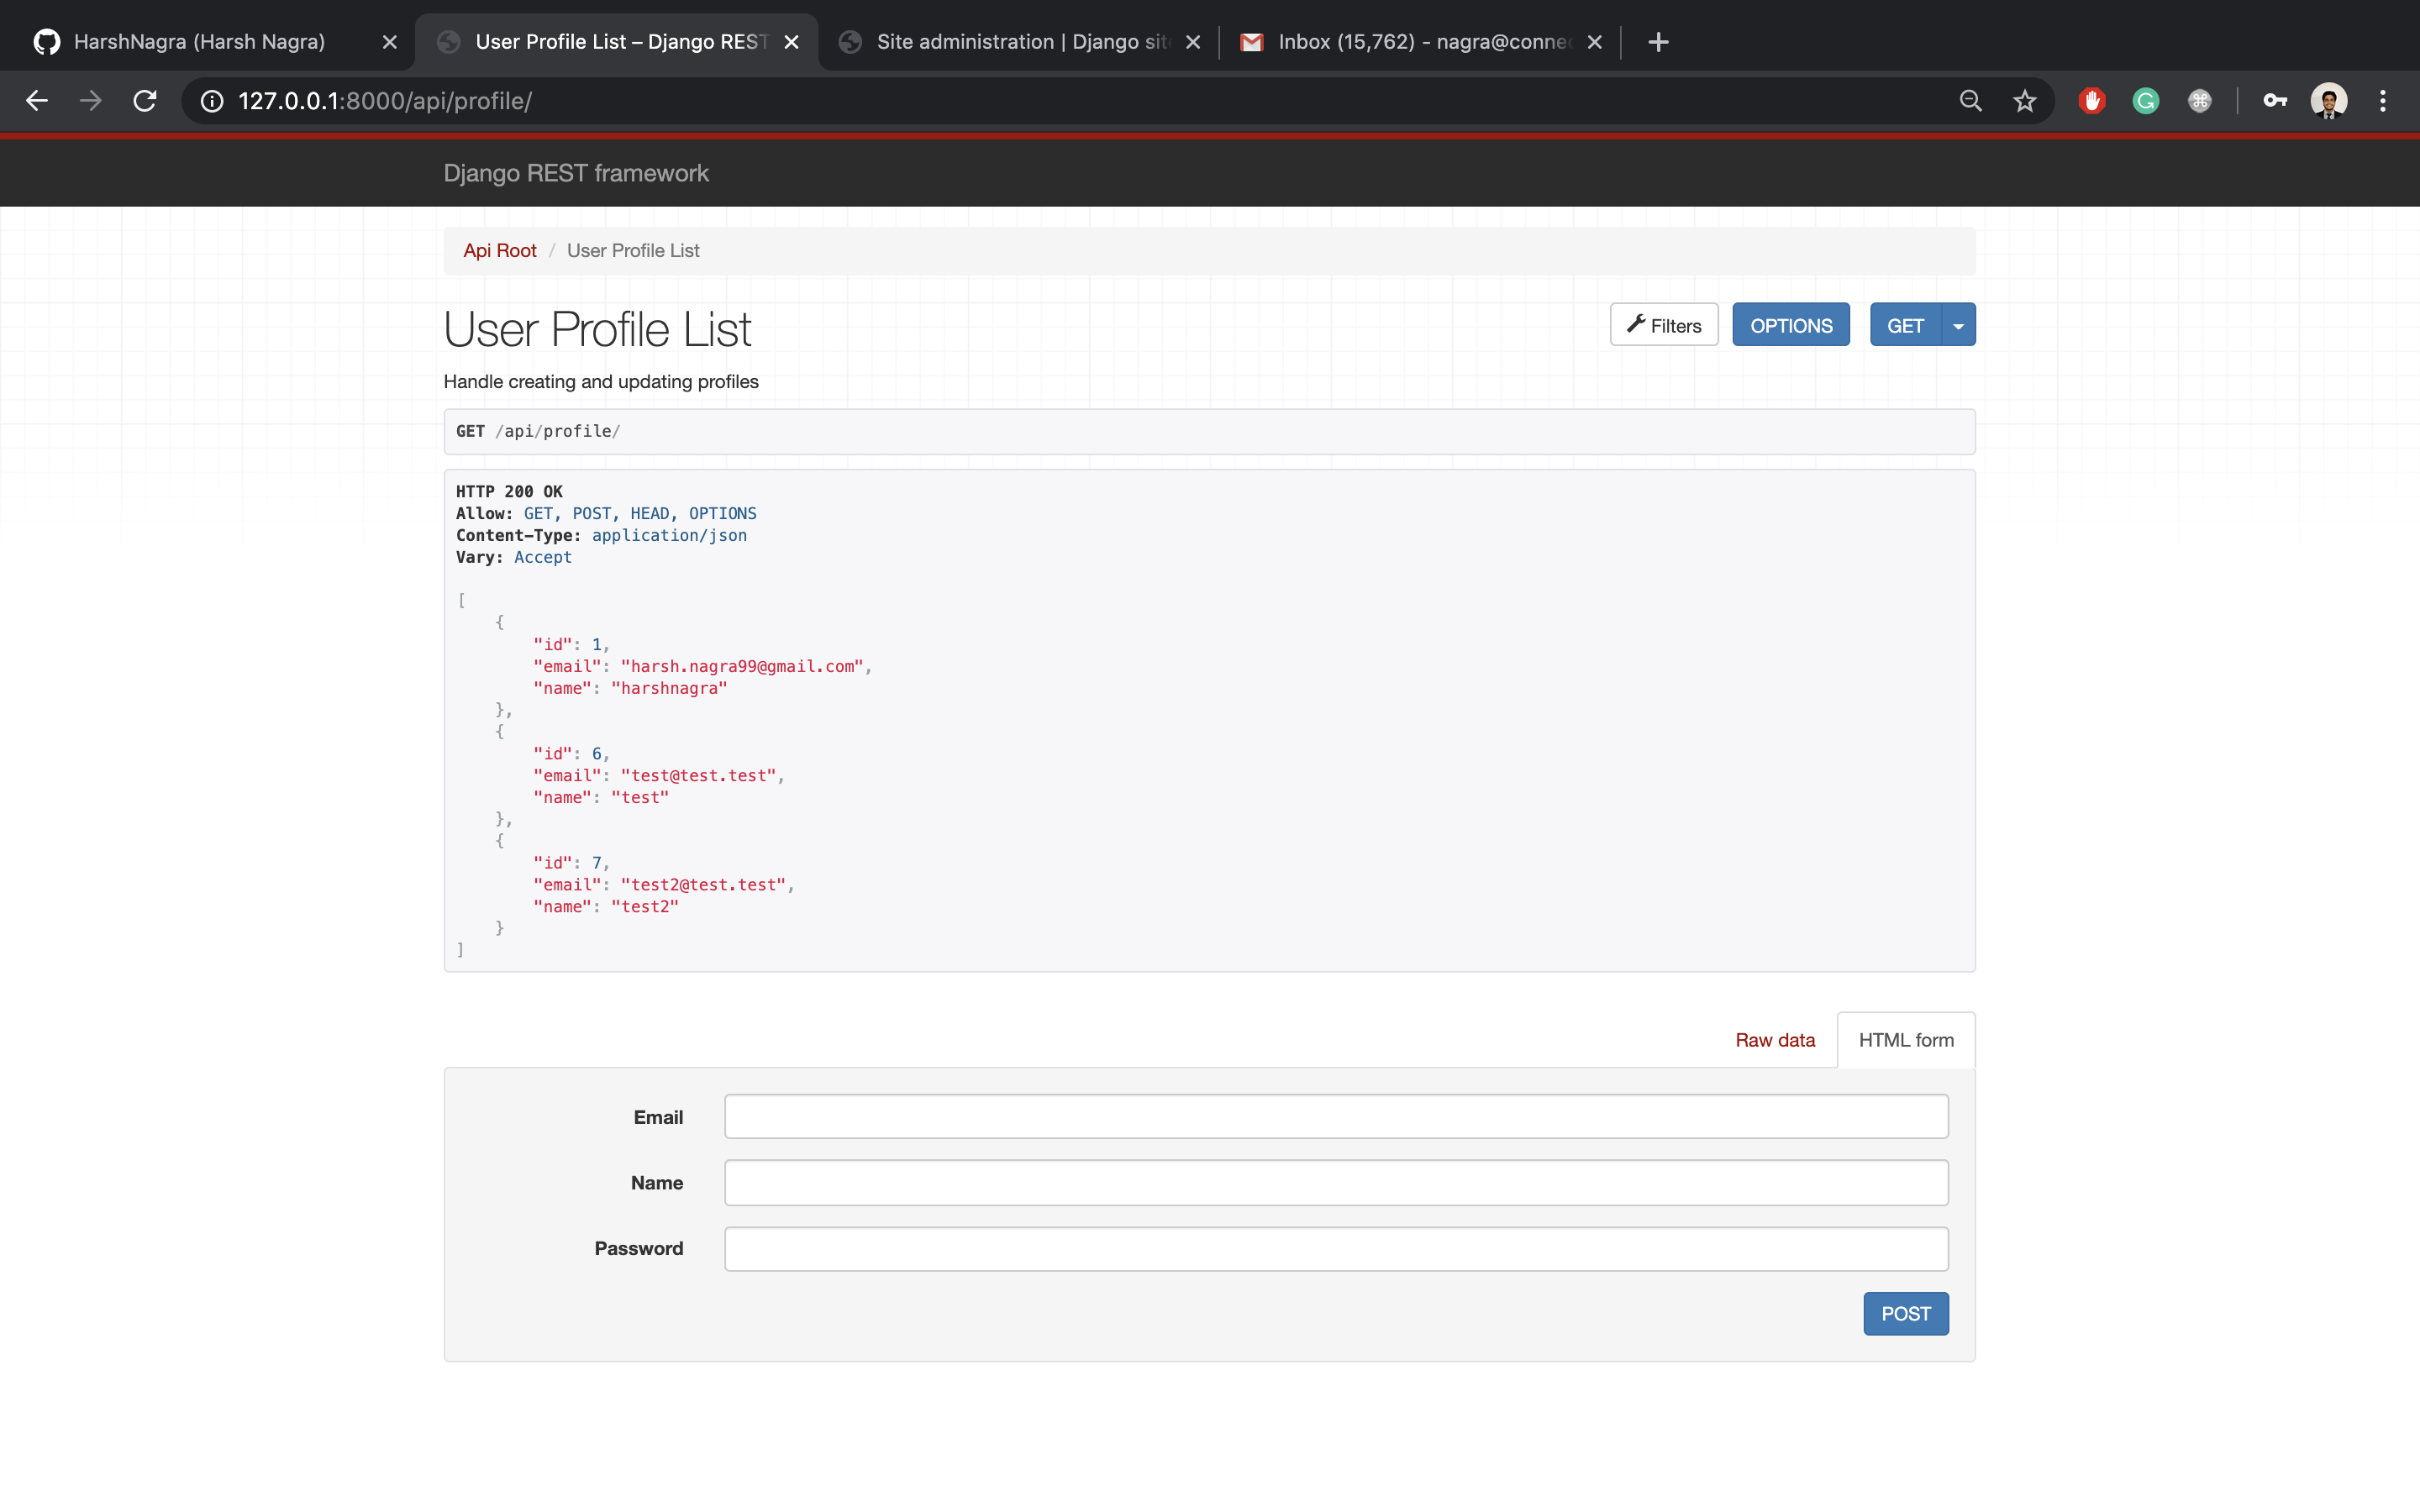 HarshNagra (Harsh Nagra)
User Profile List – Django REST
Site administration | Django sit
Inbox (15,762) - nagra@connec
127.0.0.1:8000/api/profile/
Django REST framework
Api Root / User Profile List
User Profile List
Filters
OPTIONS
GET
Handle creating and updating profiles
GET /api/profile/
HTTP 200 OK
Allow: GET, POST, HEAD, OPTIONS
Content-Type: application/json
Vary: Accept
[
{
"id": 1,
"email": "harsh.nagra99@gmail.com",
"name": "harshnagra"
},
{
"id": 6,
"email": "test@test.test",
"name": "test"
},
{
"id": 7,
"email": "test2@test.test",
"name": "test2"
}
]
Raw data
HTML form
Email
Name
Password
POST